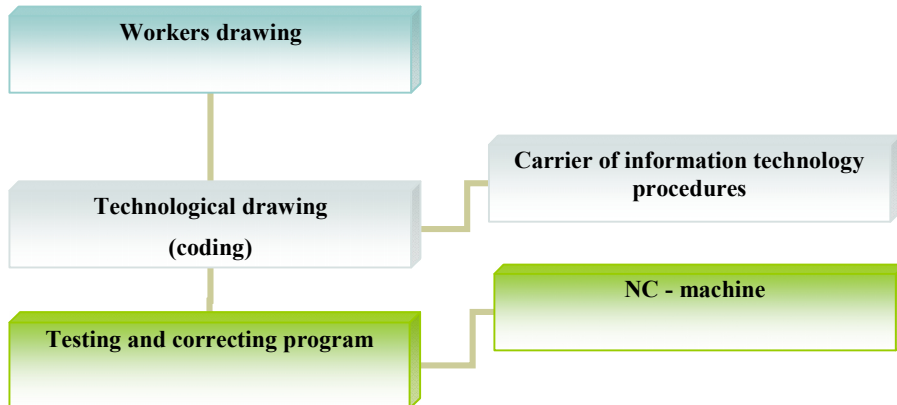 Workers drawing
Carrier of information technology
procedures
Technological drawing
(coding)
NC - machine
Testing and correcting program